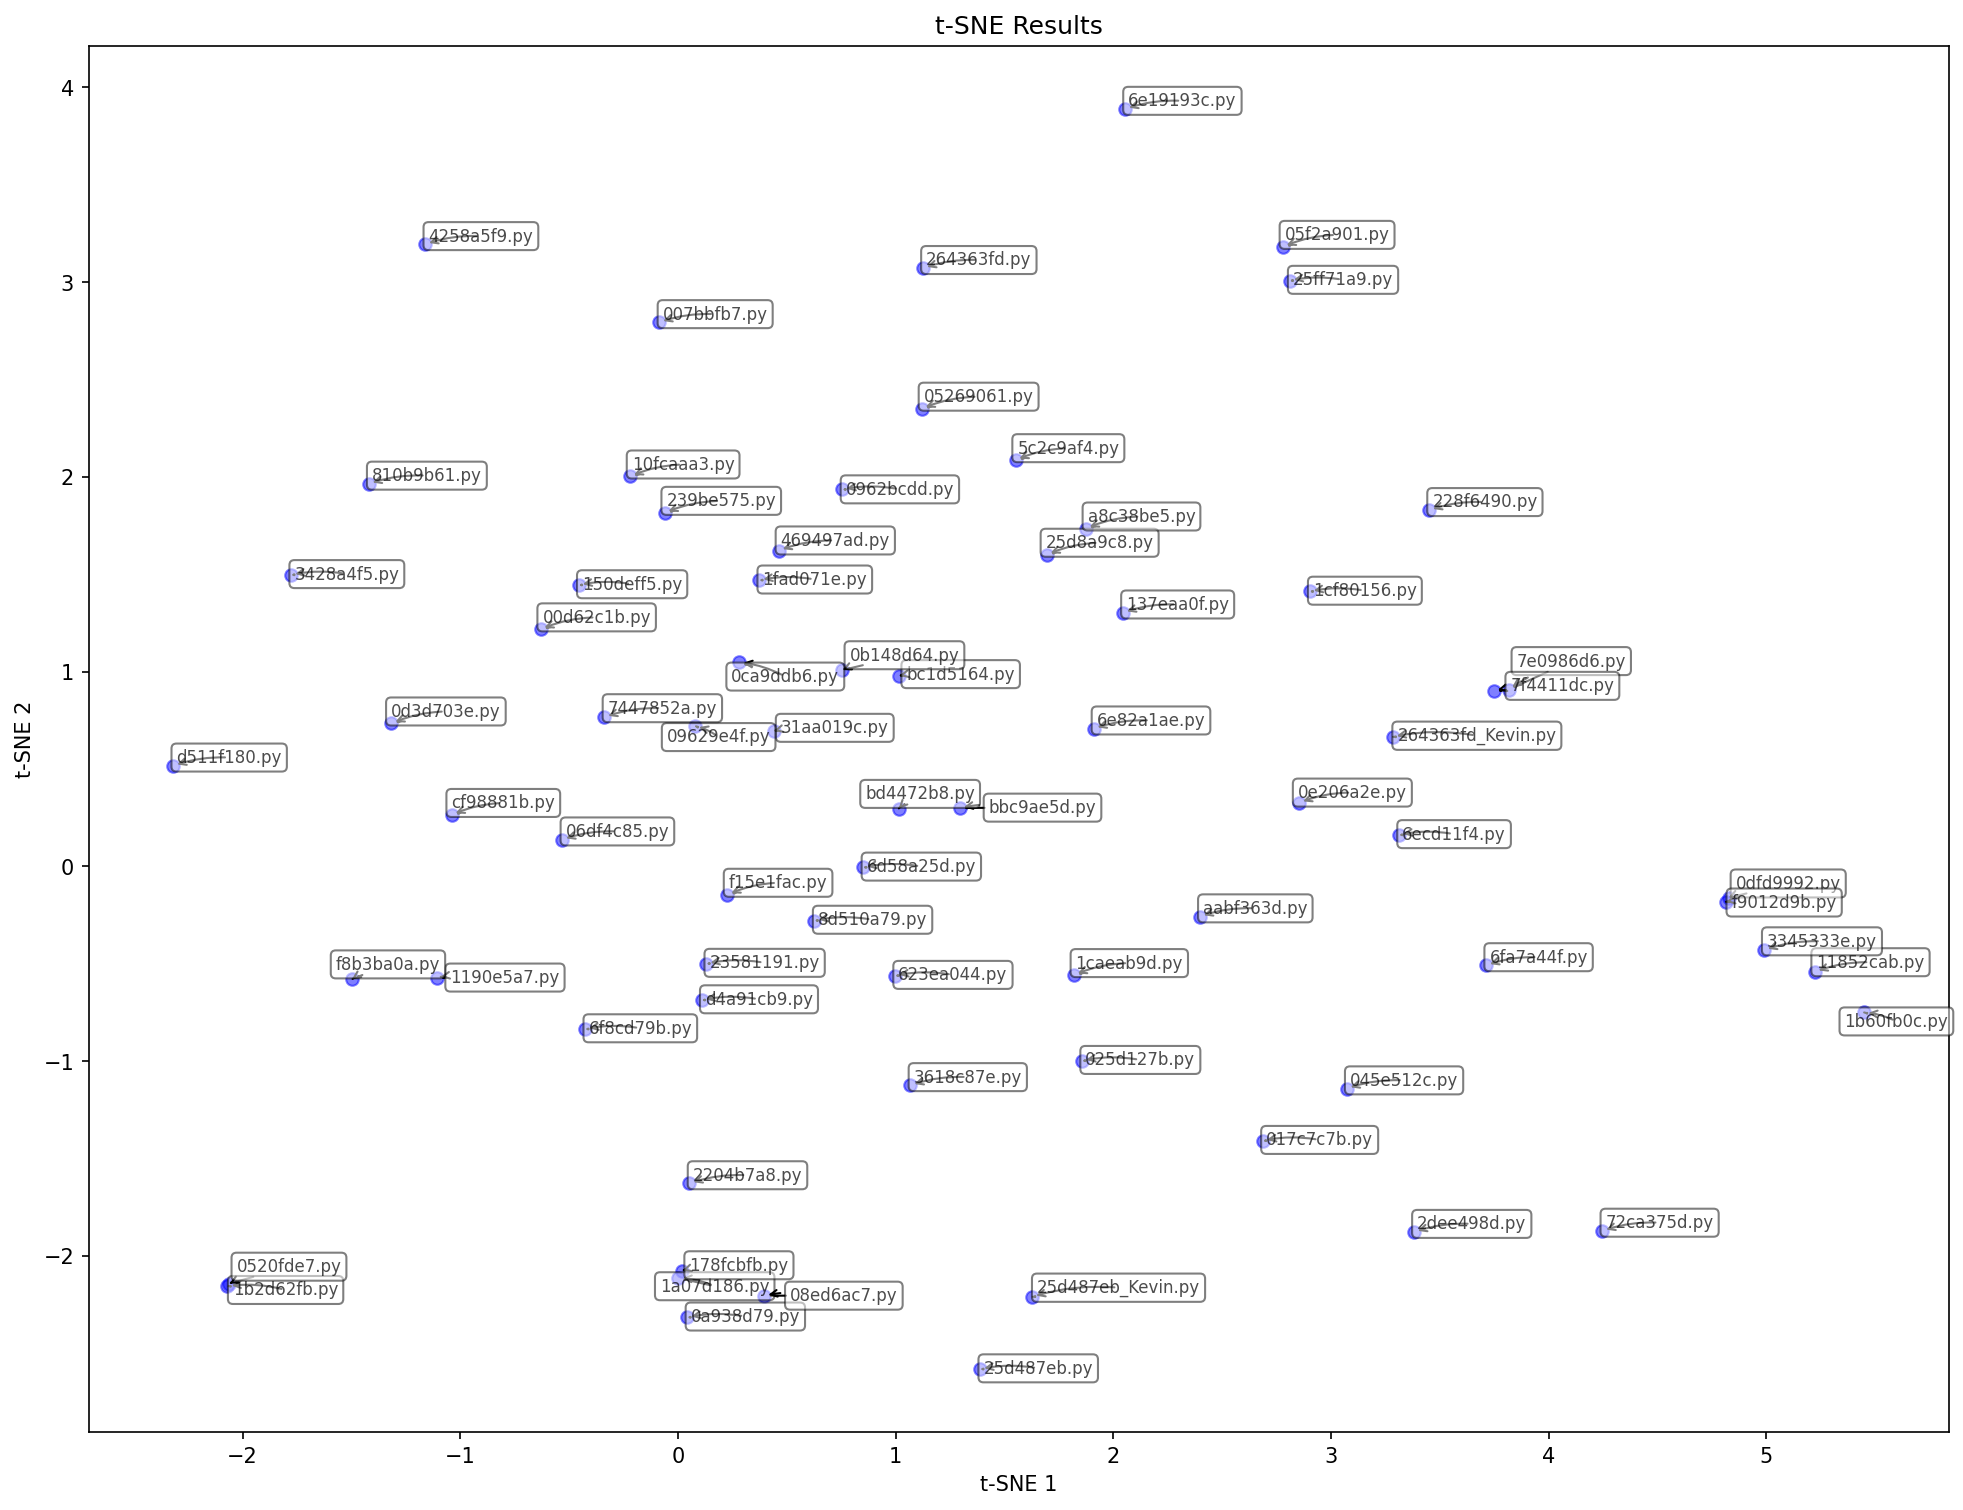 t-SNE Results
6e19193c.py
4258a5f9.py
05f2a901.py
264363fd.py
25ff71a9.py
007bbfb7.py
05269061.py
5c2c9af4.py
10fcaaa3.py
810b9b61.py
0962bcdd.py
239be575.py
228f6490.py
a8c38be5.py
469497ad.py
25d8a9c8.py
3428a4f5.py
1fad071e.py
150deff5.py
1cf80156.py
137eaa0f.py
00d62c1b.py
0b148d64.py
7e0986d6.py
0ca9ddb6.py
bc1d5164.py
7f4411dc.py
0d3d703e.py
7447852a.py
6e82a1ae.py
09629e4f.py
31aa019c.py
264363fd_Kevin.py
d511f180.py
bd4472b8.py
0e206a2e.py
cf98881b.py
bbc9ae5d.py
06df4c85.py
6ecd11f4.py
6d58a25d.py
f15e1fac.py
0dfd9992.py
f9012d9b.py
aabf363d.py
8d510a79.py
3345333e.py
6fa7a44f.py
11852cab.py
f8b3ba0a.py
23581191.py
1caeab9d.py
1190e5a7.py
623ea044.py
d4a91cb9.py
1b60fb0c.py
6f8cd79b.py
025d127b.py
3618c87e.py
045e512c.py
017c7c7b.py
2204b7a8.py
2dee498d.py
72ca375d.py
0520fde7.py
178fcbfb.py
1b2d62fb.py
1a07d186.py
25d487eb_Kevin.py
08ed6ac7.py
0a938d79.py
25d487eb.py
4
3
2
1
0
−1
−2
t-SNE 2
−2
−1
0
1
2
3
4
5
t-SNE 1